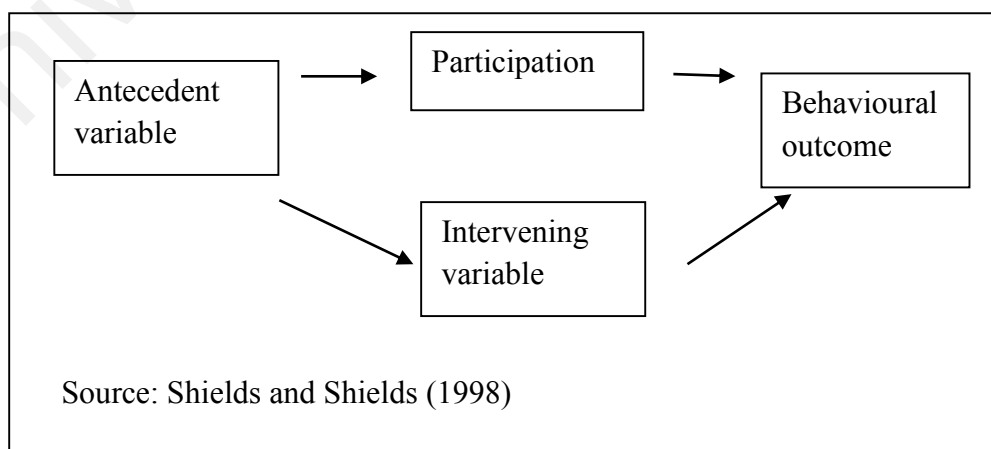 Participation
Antecedent
variable
Behavioural
outcome
Intervening
variable
Source: Shields and Shields (1998)